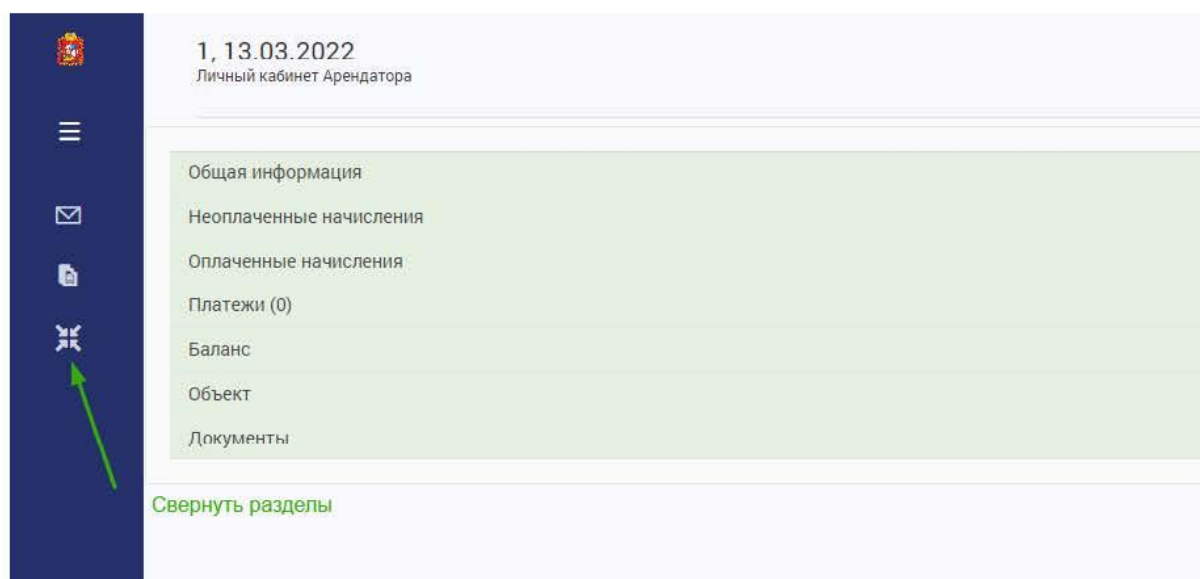 1, 13.03.2022
Личный кабинет Арендатора
Общая информация
Неоплаченные начисления
Оплаченные начисления
Платежи (0)
Баланс
Объект
Документы
Свернуть разделы